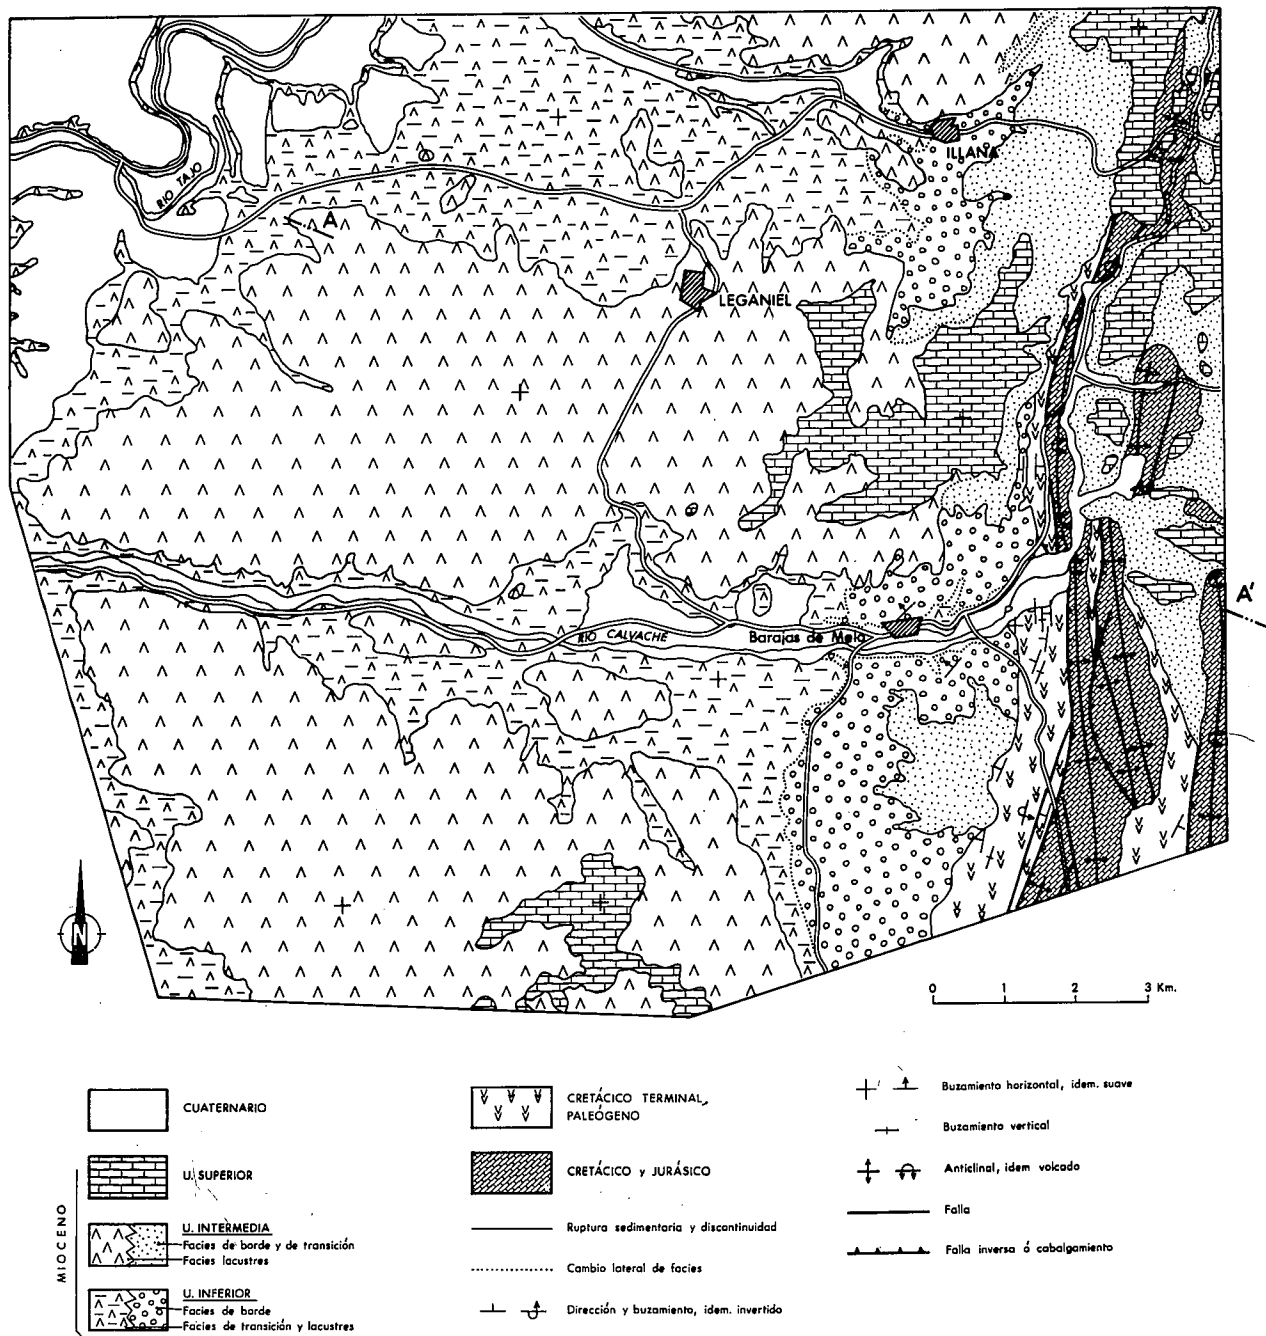 ILLANA
RIO TAJO
A
LEGANIEL
A'
RIO CALVACHE
Barajas de Melo
N
0 1 2 3 Km.
CUATERNARIO
U. SUPERIOR
MIOCENO
U. INTERMEDIA
Facies de borde y de transición
Facies lacustres
U. INFERIOR
Facies de borde
Facies de transición y lacustres
CRETÁCICO TERMINAL,
PALEÓGENO
CRETÁCICO y JURÁSICO
Ruptura sedimentaria y discontinuidad
Cambio lateral de facies
Dirección y buzamiento, idem. invertido
Buzamiento horizontal, idem. suave
Buzamiento vertical
Anticlinal, idem volcado
Falla
Falla inversa ó cabalgamiento